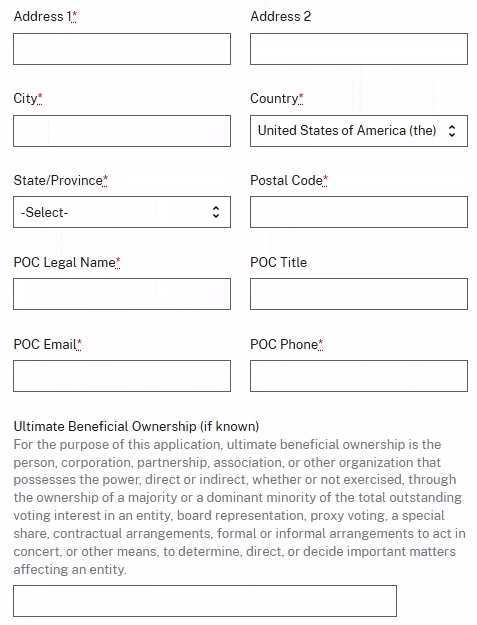 Address 1*
Address 2
City*
Country*
United States of America (the)
State/Province*
Postal Code*
-Select-
POC Legal Name*
POC Title
POC Email*
POC Phone*
Ultimate Beneficial Ownership (if known)
For the purpose of this application, ultimate beneficial ownership is the
person, corporation, partnership, association, or other organization that
possesses the power, direct or indirect, whether or not exercised, through
the ownership of a majority or a dominant minority of the total outstanding
voting interest in an entity, board representation, proxy voting, a special
share, contractual arrangements, formal or informal arrangements to act in
concert, or other means, to determine, direct, or decide important matters
affecting an entity.